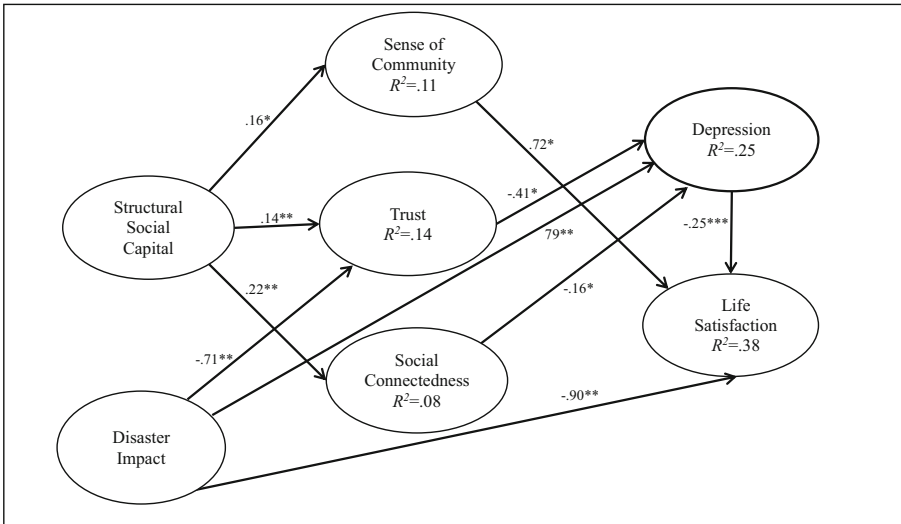 Sense of
Community
R²=.11
Depression
R²=.25
.16*
.72*
Structural
Social
Capital
.14**
Trust
R²=.14
-.41*
79**
-.25***
.22**
-.16*
Life
Satisfaction
R²=.38
-.71**
Social
Connectedness
R²=.08
-.90**
Disaster
Impact